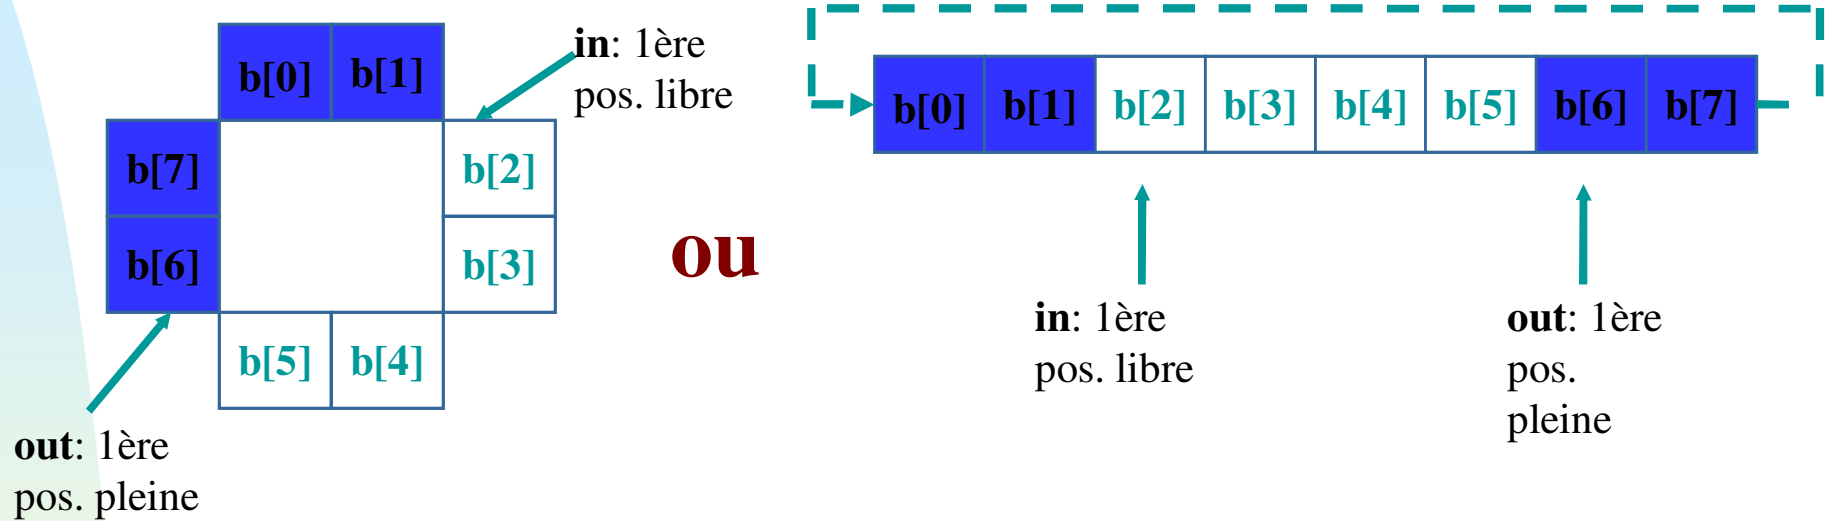 b[0] b[1]
in: 1ère
pos. libre
b[7] b[2]
b[6] b[3]
b[5] b[4]
out: 1ère
pos. pleine
ou
b[0] b[1] b[2] b[3] b[4] b[5] b[6] b[7]
in: 1ère
pos. libre
out: 1ère
pos.
pleine